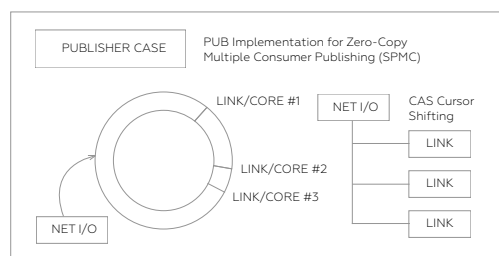 PUBLISHER CASE
PUB Implementation for Zero-Copy
Multiple Consumer Publishing (SPMC)
LINK/CORE #1
LINK/CORE #2
LINK/CORE #3
NET I/O
NET I/O
CAS Cursor
Shifting
LINK
LINK
LINK